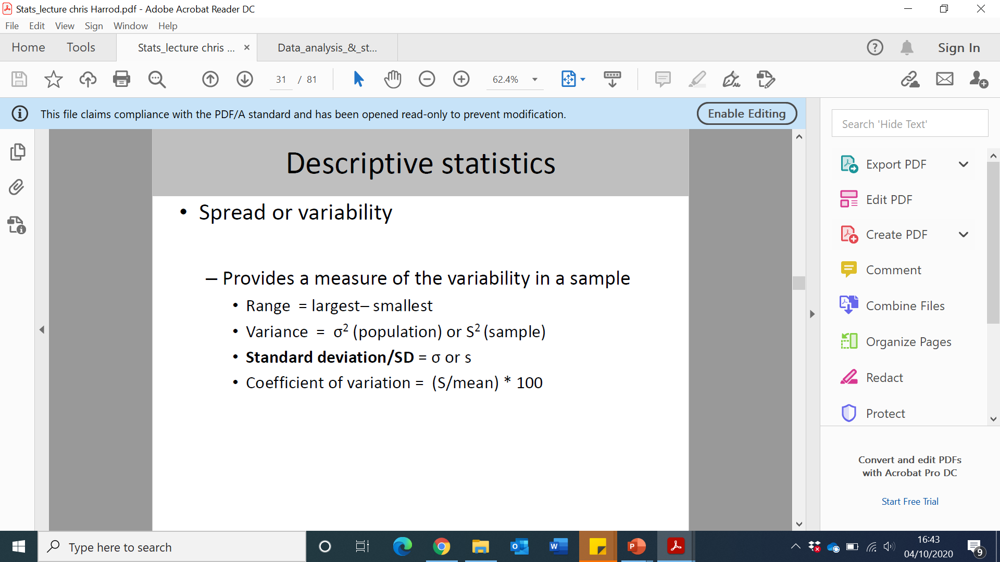 Stats_lecture chris Harrod.pdf - Adobe Acrobat Reader DC
File Edit View Sign Window Help
Home Tools Stats_lecture chris ... × Data_analysis_&_st... Sign In
31 / 81 62.4%
This file claims compliance with the PDF/A standard and has been opened read-only to prevent modification. Enable Editing
Descriptive statistics
• Spread or variability
– Provides a measure of the variability in a sample
• Range = largest– smallest
• Variance = σ² (population) or S² (sample)
• Standard deviation/SD = σ or s
• Coefficient of variation = (S/mean) * 100
Search 'Hide Text'
Export PDF
Edit PDF
Create PDF
Comment
Combine Files
Organize Pages
Redact
Protect
Convert and edit PDFs
with Acrobat Pro DC
Start Free Trial
Type here to search
16:43
04/10/2020
9